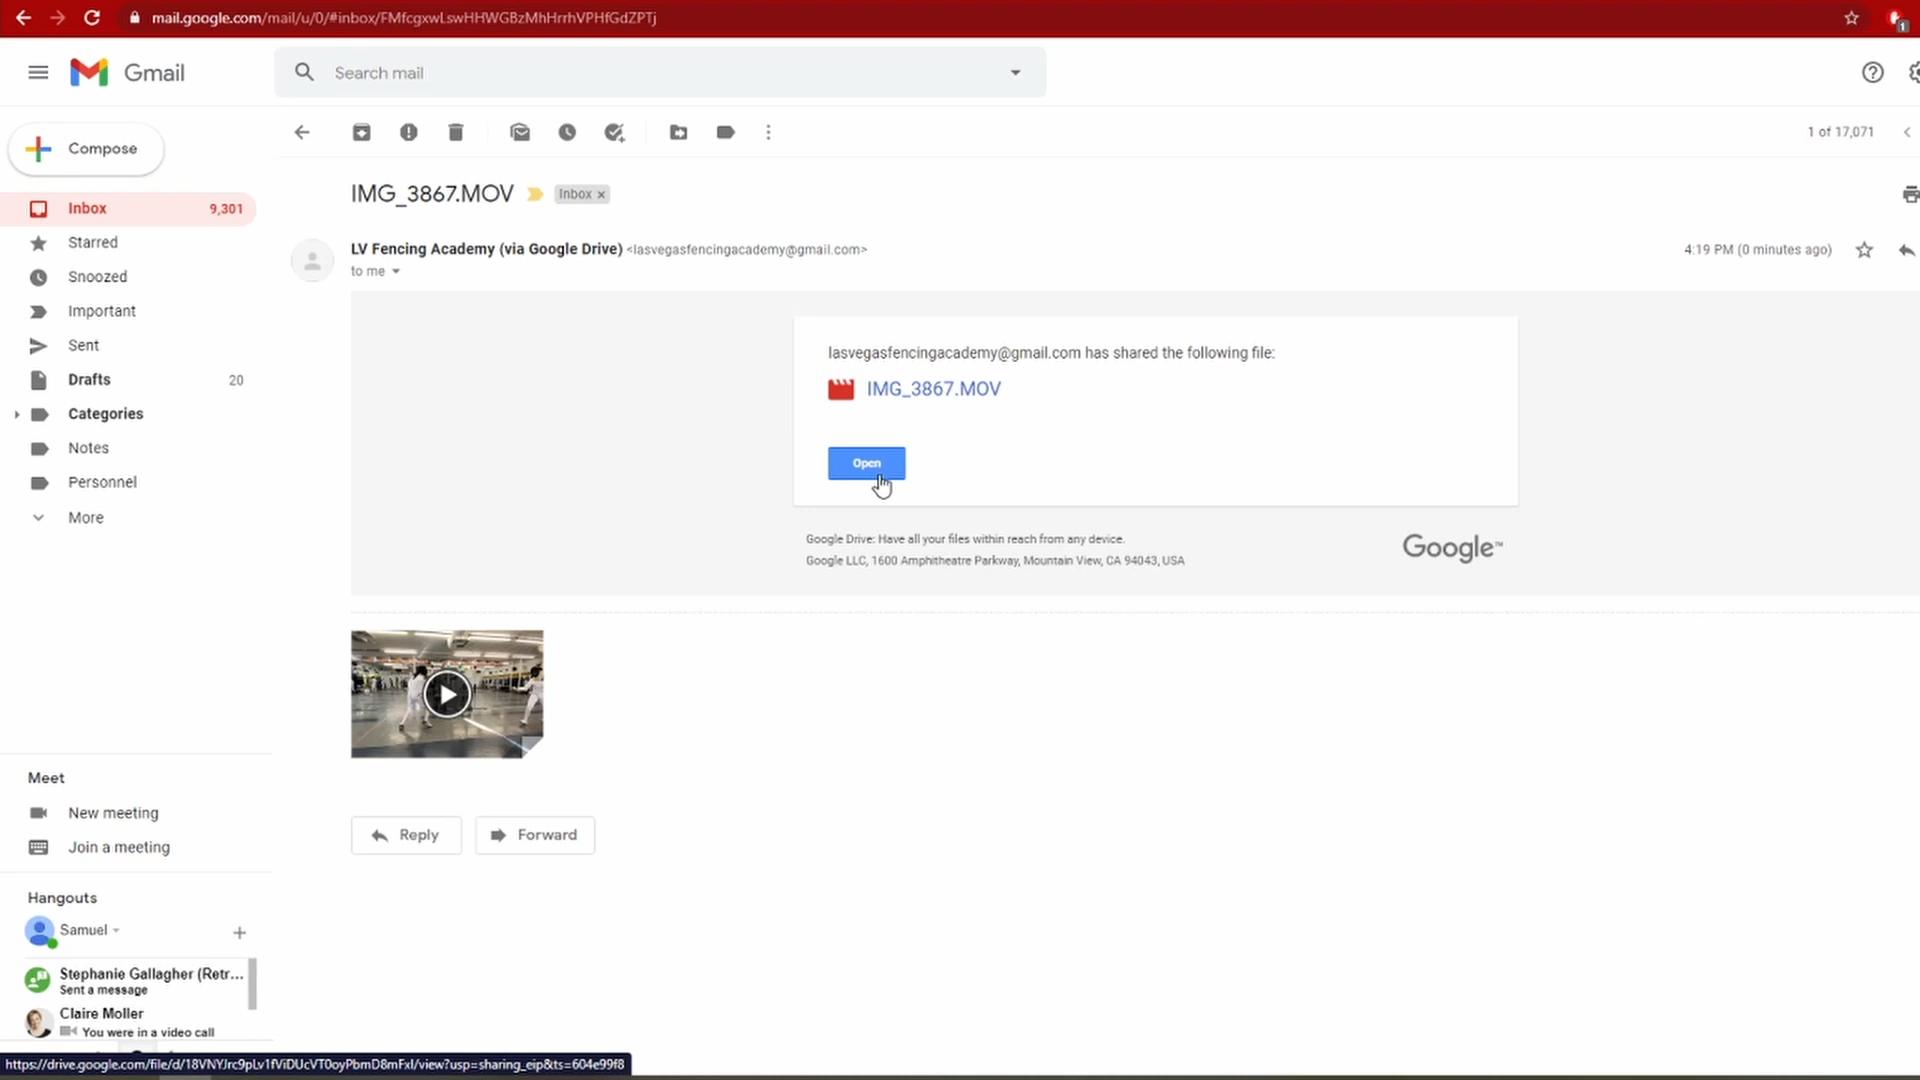 mail.google.com/mail/u/0/#inbox/FMfcgxwLswHHWGBzMhHrrhVPHfGdZPTj
1
Gmail
Search mail
Compose
1 of 17,071
IMG_3867.MOV
Inbox ×
Inbox 9,301
Starred
Snoozed
Important
Sent
Drafts 20
Categories
Notes
Personnel
More
LV Fencing Academy (via Google Drive) <lasvegasfencingacademy@gmail.com>
4:19 PM (0 minutes ago)
to me
lasvegasfencingacademy@gmail.com has shared the following file:
IMG_3867.MOV
Open
Google Drive: Have all your files within reach from any device.
Google LLC, 1600 Amphitheatre Parkway, Mountain View, CA 94043, USA
Google™
Reply
Forward
Meet
New meeting
Join a meeting
Hangouts
Samuel
Stephanie Gallagher (Retr...
Sent a message
Claire Moller
You were in a video call
https://drive.google.com/file/d/18VNYJrc9pLv1fViDUcVT0oyPbmD8mFxI/view?usp=sharing_eip&ts=604e99f8